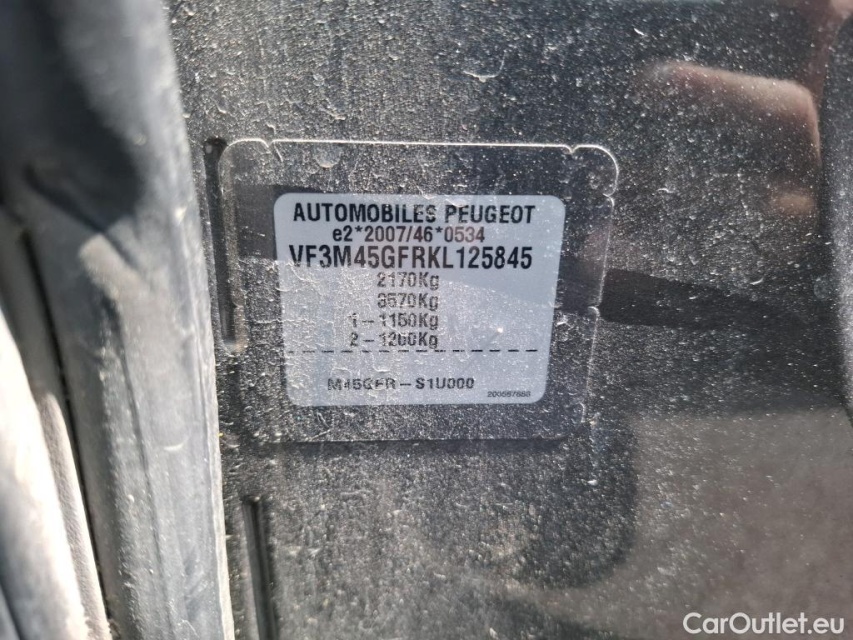 AUTOMOBILES PEUGEOT
e2*2007/46*0534
VF3M45GFRKL125845
2170Kg
3570Kg
1-1150Kg
2-1200Kg
M45GFR-S1U000
CarOutlet.eu